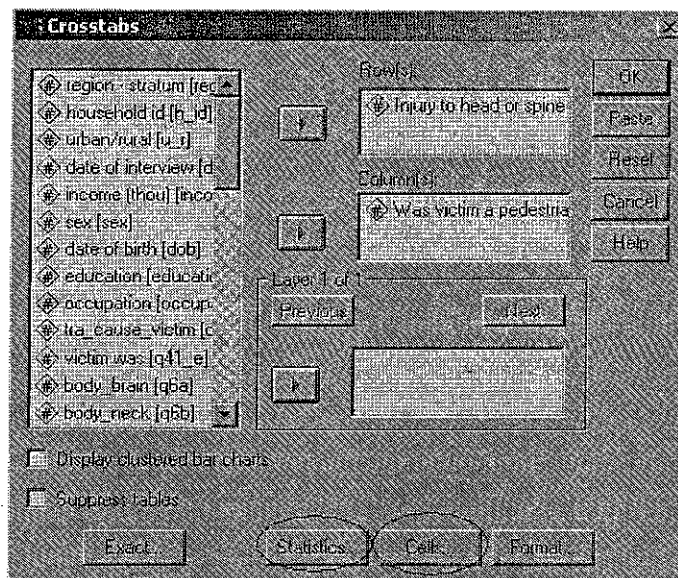 Crosstabs
region - stratum [reg
household id [h_id]
urban/rural [u_r]
date of interview [d
income [thou] [inco
sex [sex]
date of birth [dob]
education [educatio
occupation [occup
tra_cause_victim [c
victim was [q41_e]
body_brain [q6a]
body_neck [q6b]
Row(s):
Injury to head or spine
Column(s):
Was victim a pedestria
Layer 1 of 1
Previous
Next
OK
Paste
Reset
Cancel
Help
Display clustered bar charts
Suppress tables
Exact...
Statistics...
Cells...
Format...